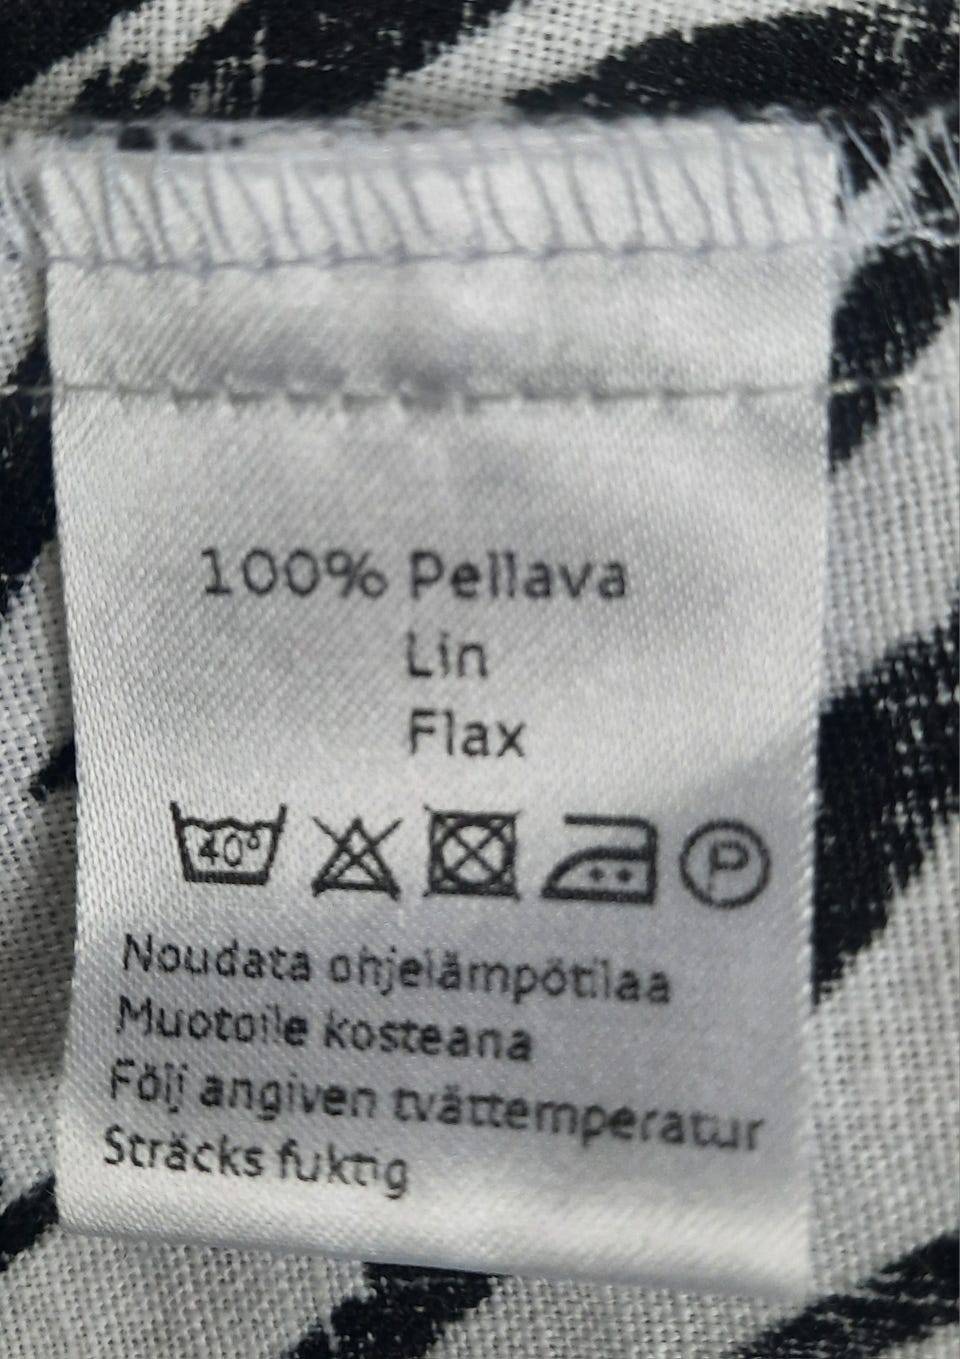 100% Pellava
Lin
Flax
40° P
Noudata ohjelämpötilaa
Muotoile kosteana
Följ angiven tvättemperatur
Sträcks fuktig